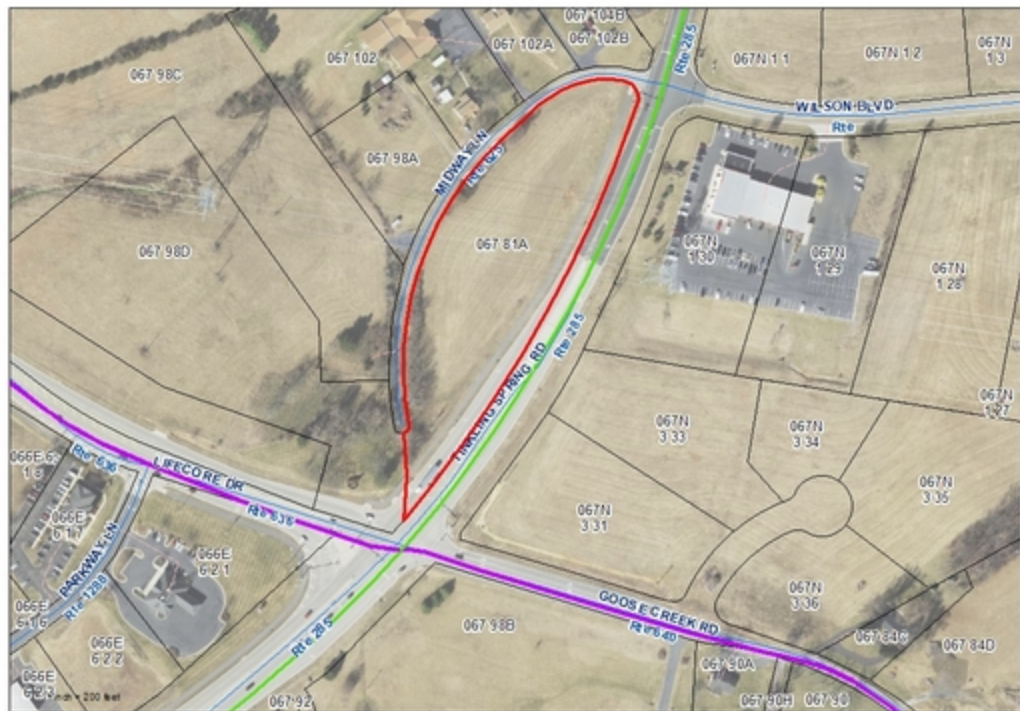 067 104B
067 102B
067 102A
067 102
067 98C
Rte 285
067N 1 1
067N 1 2
067N
1 3
WILSON BLVD
Rte
MIDWAY LN
Rte 625
067 98A
067 81A
067 98D
067N
1 30
067N
1 29
067N
1 28
067N
1 27
TINKLING SPRING RD
Rte 285
067N
3 33
067N
3 34
067N
3 35
067N
3 31
067N
3 36
066E 6
1 8
Rte 636
LIFECORE DR
Rte 636
066E
6 1 7
PARKWAY LN
Rte 1288
066E
6 2 1
066E
6 1 6
066E
6 2 2
066E
6 2 3
inch = 200 feet
Rte 285
067 92
067 98B
GOOSE CREEK RD
Rte 640
067 90A
067 90H
067 90
067 84C
067 84D